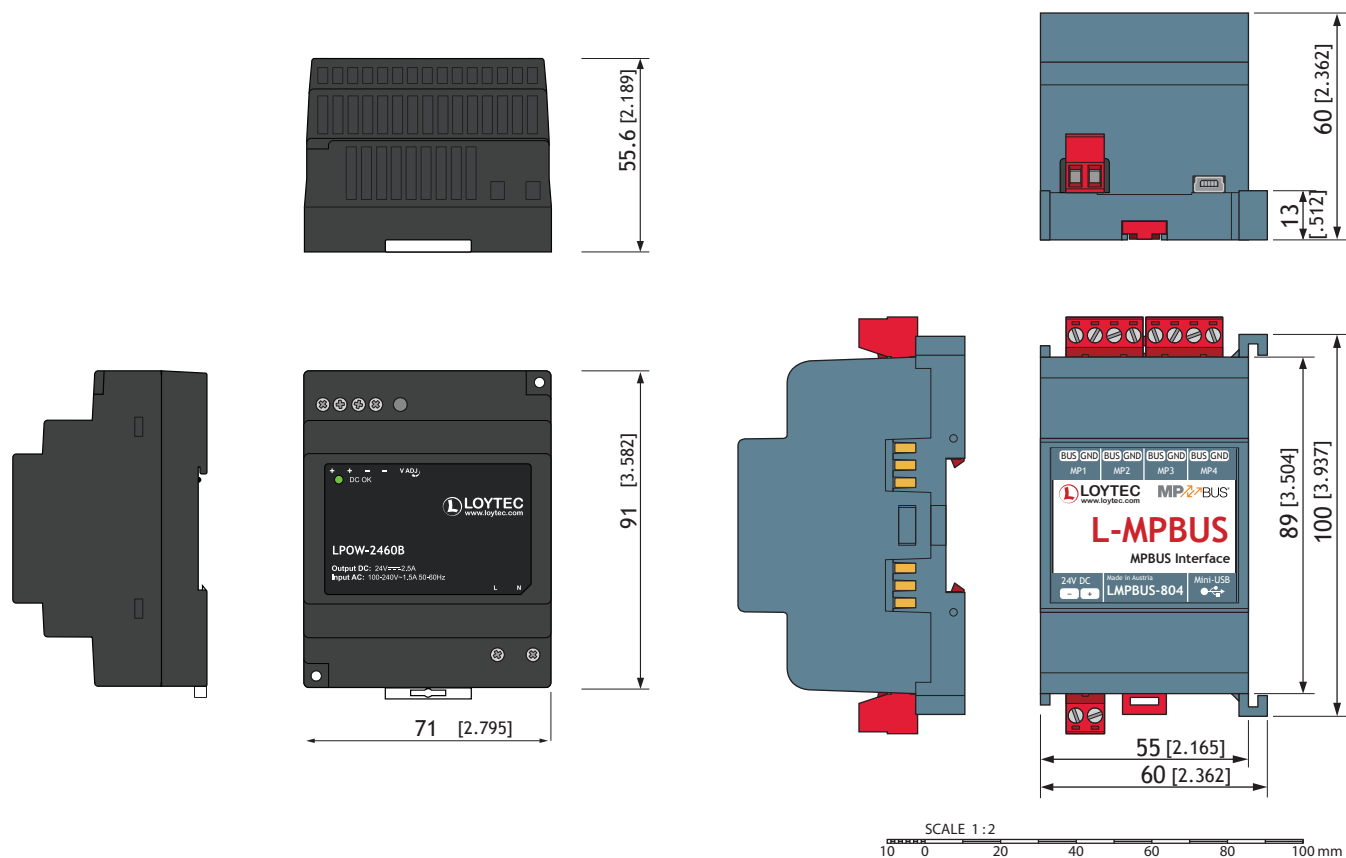 55.6 [2.189]
60 [2.362]
13
[.512]
+ + − − V ADJ.
DC OK
LOYTEC
www.loytec.com
LPOW-2460B
Output DC: 24V⎓2.5A
Input AC: 100-240V~1.5A 50-60Hz
L N
91 [3.582]
71 [2.795]
BUS GND BUS GND BUS GND BUS GND
MP1 MP2 MP3 MP4
LOYTEC
www.loytec.com
MP BUS®
L-MPBUS
MPBUS Interface
24V DC
− +
Made in Austria
LMPBUS-804
Mini-USB
89 [3.504]
100 [3.937]
55 [2.165]
60 [2.362]
SCALE 1:2
10 0 20 40 60 80 100 mm